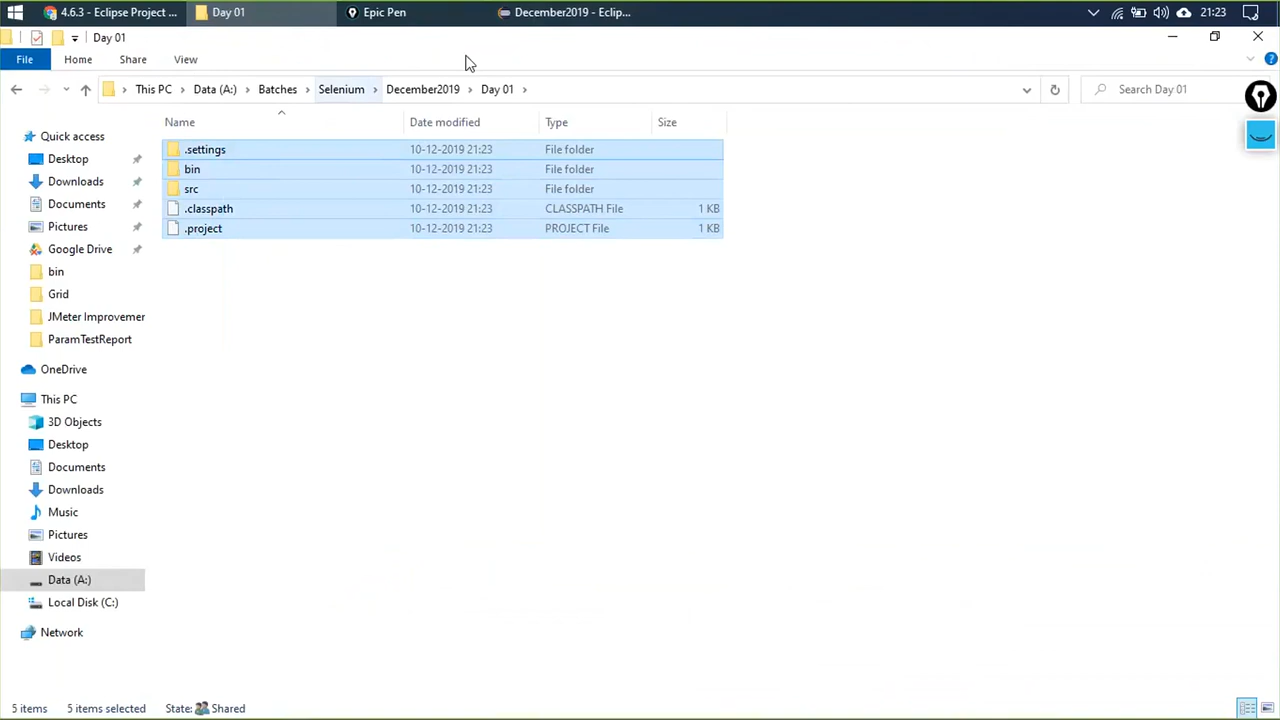 4.6.3 - Eclipse Project ...
Day 01
Epic Pen
December2019 - Eclip...
21:23
Day 01
File
Home
Share
View
This PC
Data (A:)
Batches
Selenium
December2019
Day 01
Search Day 01
Name
Date modified
Type
Size
.settings
10-12-2019 21:23
File folder
bin
10-12-2019 21:23
File folder
src
10-12-2019 21:23
File folder
.classpath
10-12-2019 21:23
CLASSPATH File
1 KB
.project
10-12-2019 21:23
PROJECT File
1 KB
Quick access
Desktop
Downloads
Documents
Pictures
Google Drive
bin
Grid
JMeter Improvemer
ParamTestReport
OneDrive
This PC
3D Objects
Desktop
Documents
Downloads
Music
Pictures
Videos
Data (A:)
Local Disk (C:)
Network
5 items
5 items selected
State:
Shared